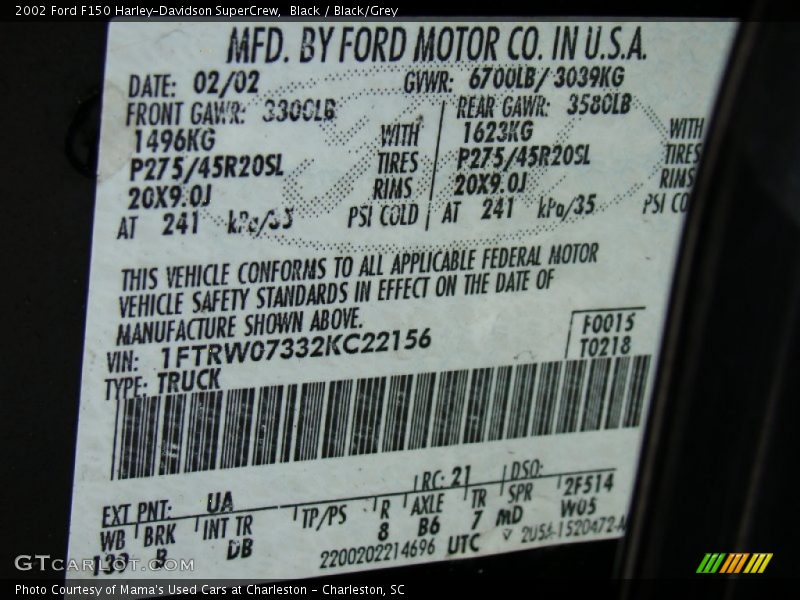 2002 Ford F150 Harley-Davidson SuperCrew, Black / Black/Grey
MFD. BY FORD MOTOR CO. IN U.S.A.
DATE: 02/02 GVWR: 6700LB/ 3039KG
FRONT GAWR: 3300LB REAR GAWR: 3580LB
1496KG WITH 1623KG WITH
P275/45R20SL TIRES P275/45R20SL TIRES
20X9.0J RIMS 20X9.0J RIMS
AT 241 kPa/35 PSI COLD AT 241 kPa/35 PSI CO
THIS VEHICLE CONFORMS TO ALL APPLICABLE FEDERAL MOTOR
VEHICLE SAFETY STANDARDS IN EFFECT ON THE DATE OF
MANUFACTURE SHOWN ABOVE.
VIN: 1FTRW07332KC22156 F0015
TYPE: TRUCK T0218
EXT PNT: UA RC: 21 DSO:
WB BRK INT TR TP/PS R AXLE TR SPR 2F514
139 B DB 8 B6 7 MD W05
2200202214696 UTC
GTcarlot.com
Photo Courtesy of Mama's Used Cars at Charleston - Charleston, SC